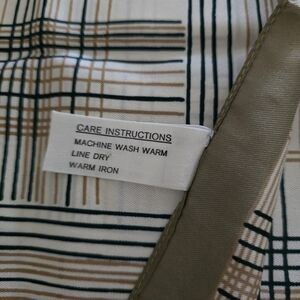 CARE INSTRUCTIONS
MACHINE WASH WARM
LINE DRY
WARM IRON